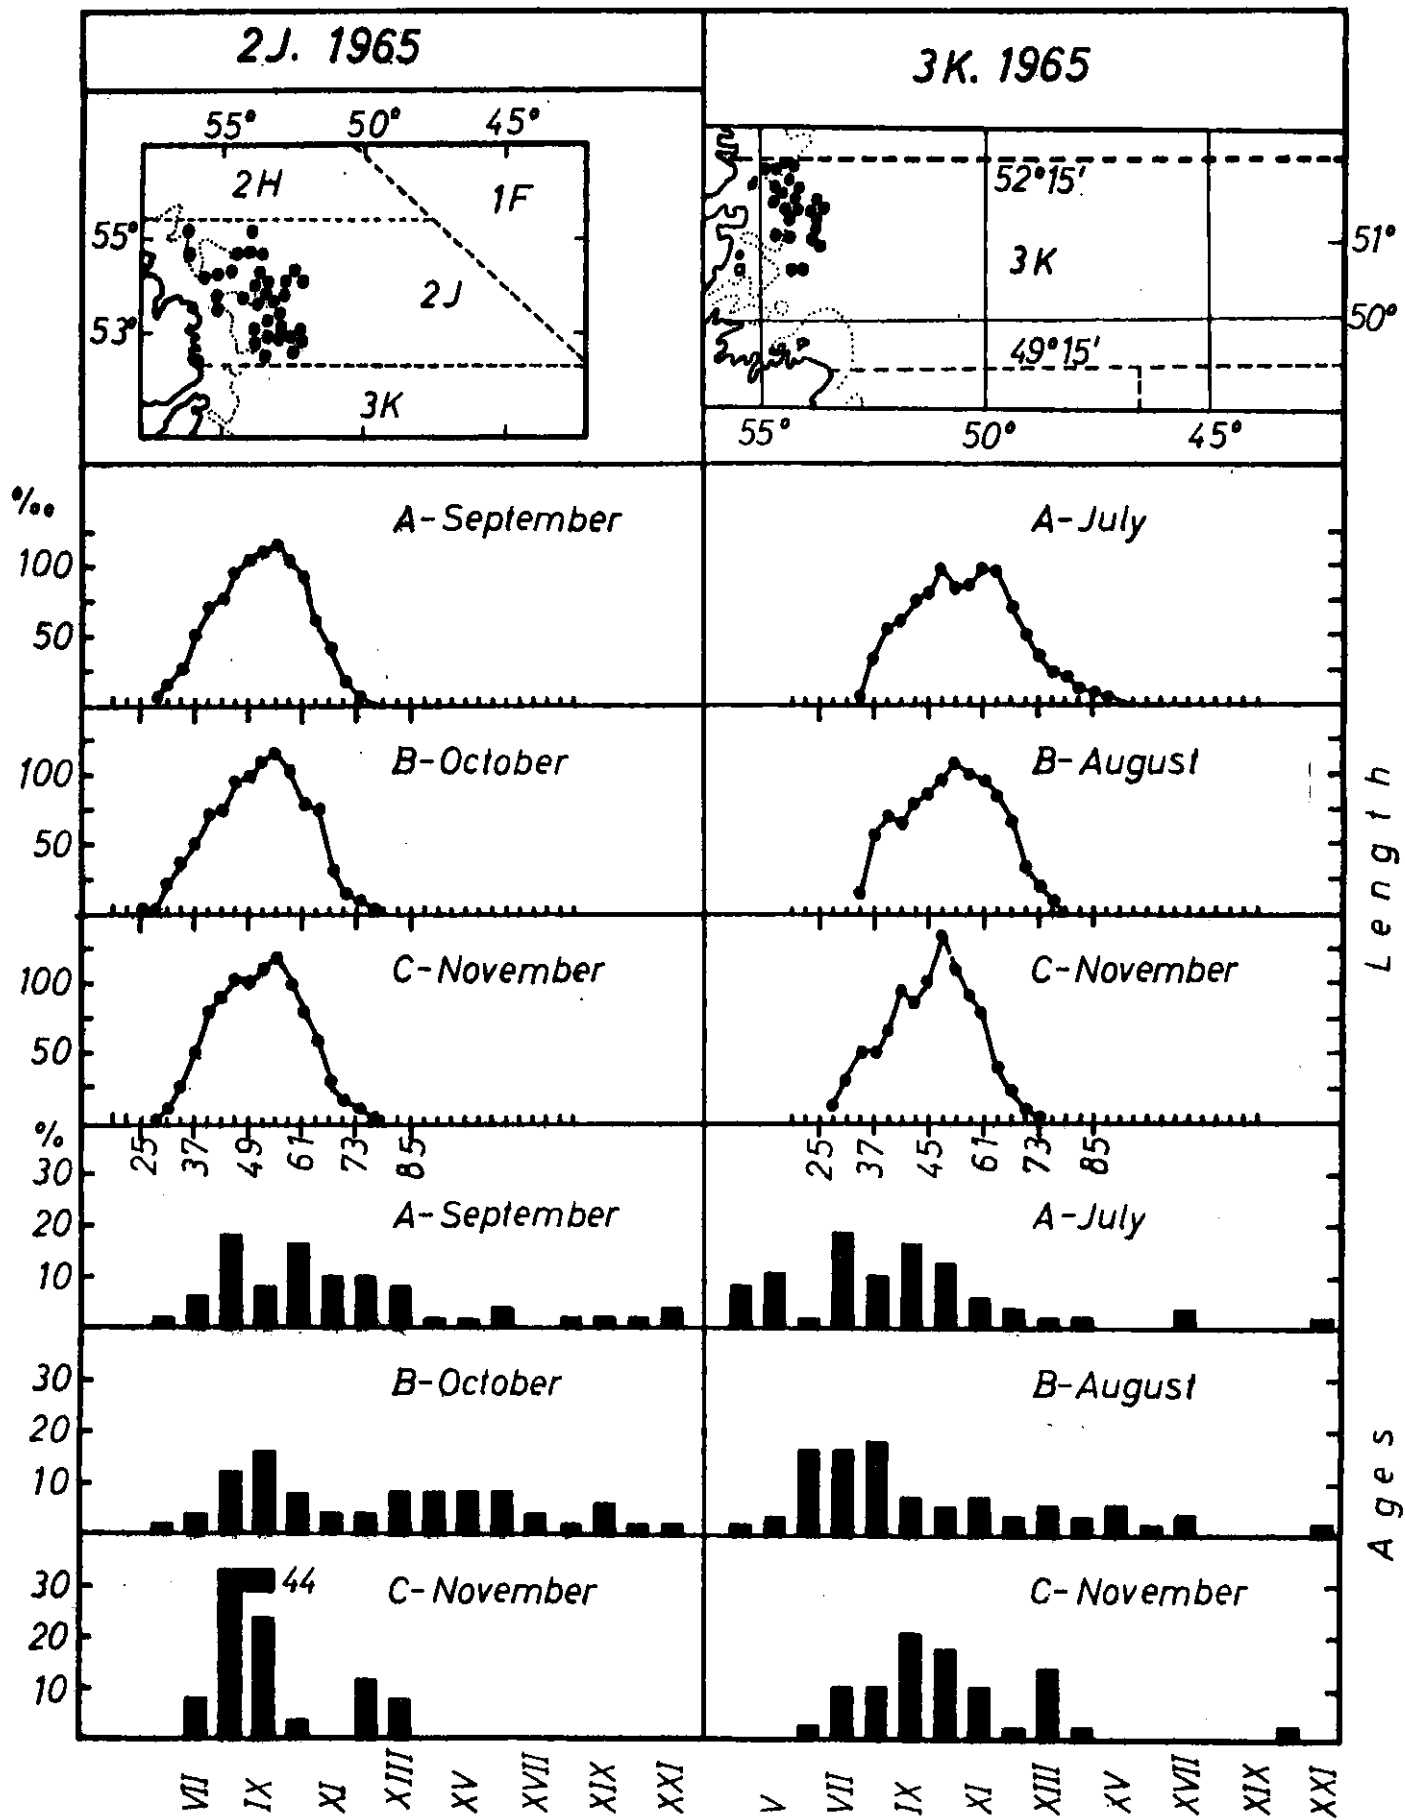 2J. 1965
3K. 1965
55° 50° 45°
2H
1F
55°
2J
53°
3K
52°15'
51°
3K
50°
49°15'
55° 50° 45°
°/oo
A-September
100
50
A-July
B-October
100
50
B-August
C-November
100
50
C-November
Length
25 37 49 61 73 85
25 37 45 61 73 85
%
30
20
10
A-September
A-July
30
20
10
B-October
B-August
30
20
10
44
C-November
C-November
Ages
VII IX XI XIII XV XVII XIX XXI
V VII IX XI XIII XV XVII XIX XXI